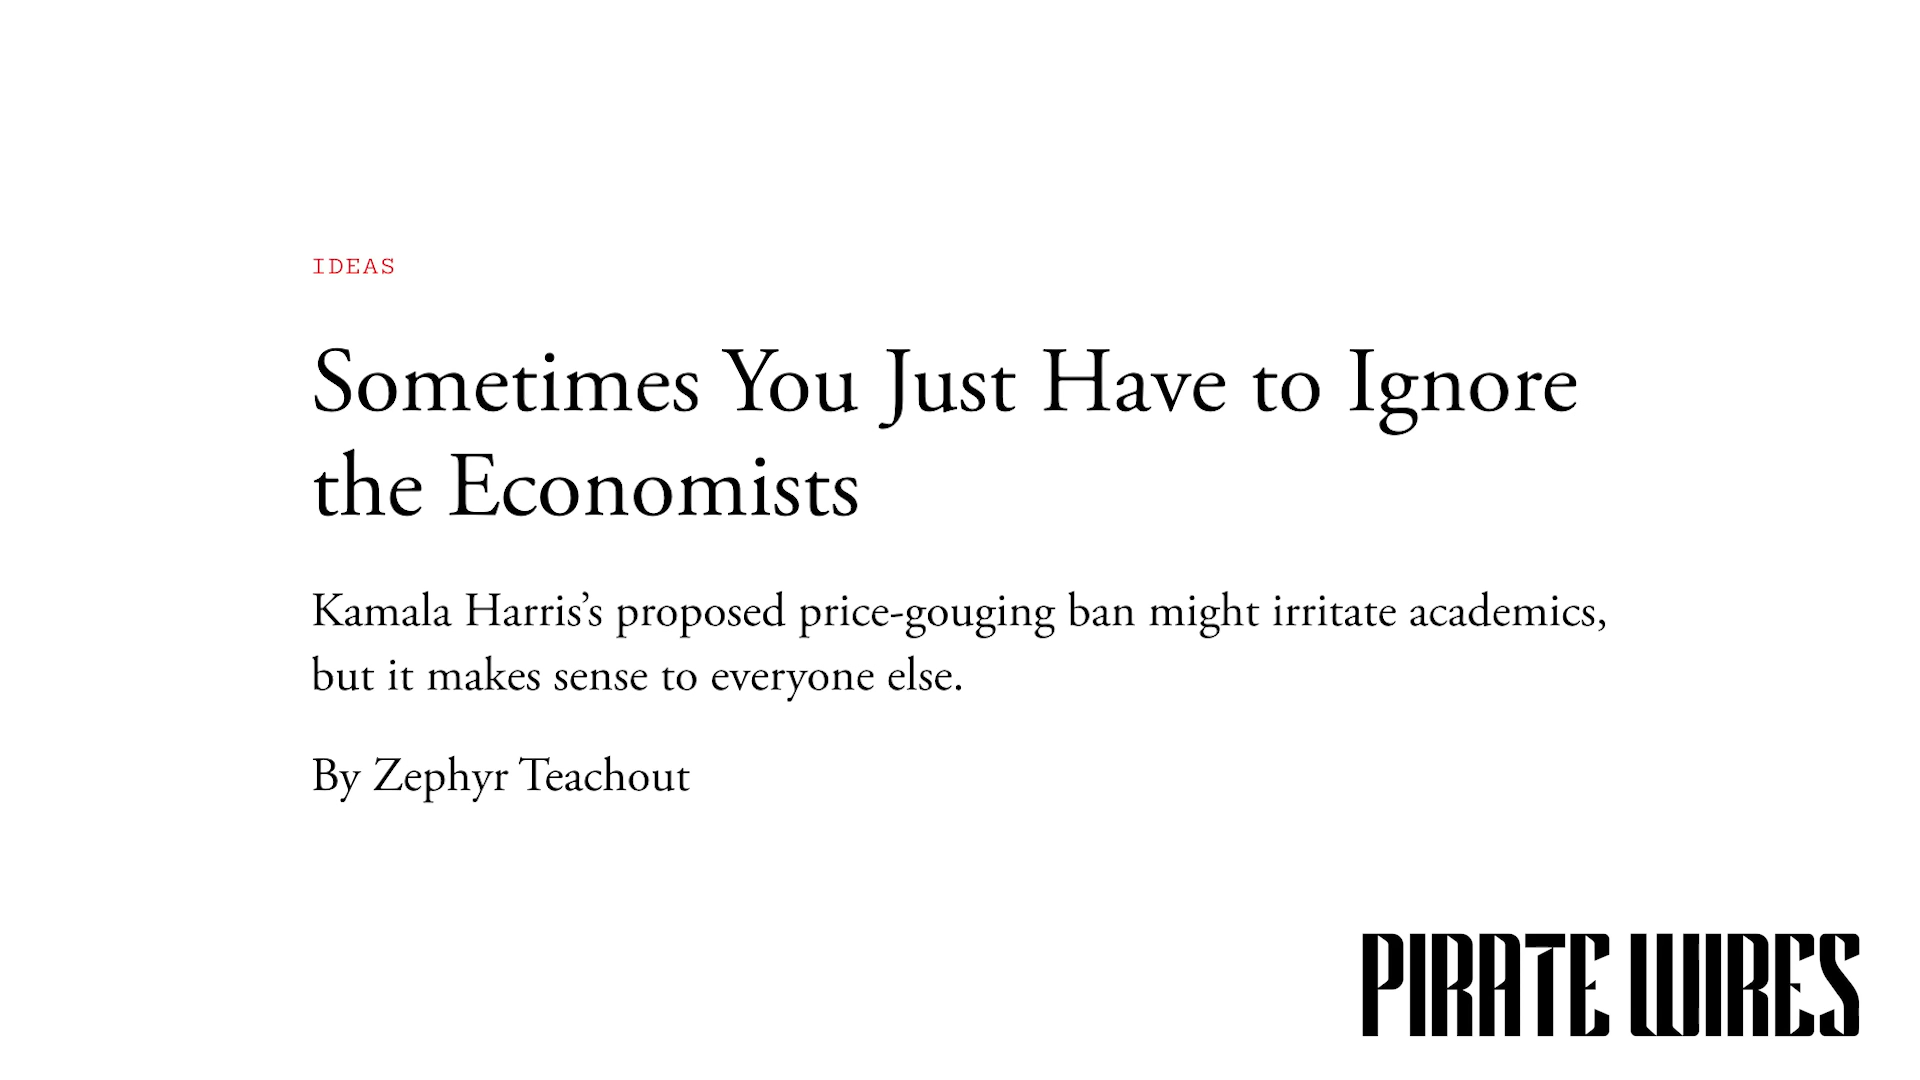 IDEAS
Sometimes You Just Have to Ignore
the Economists
Kamala Harris’s proposed price-gouging ban might irritate academics,
but it makes sense to everyone else.
By Zephyr Teachout
PIRATE WIRES